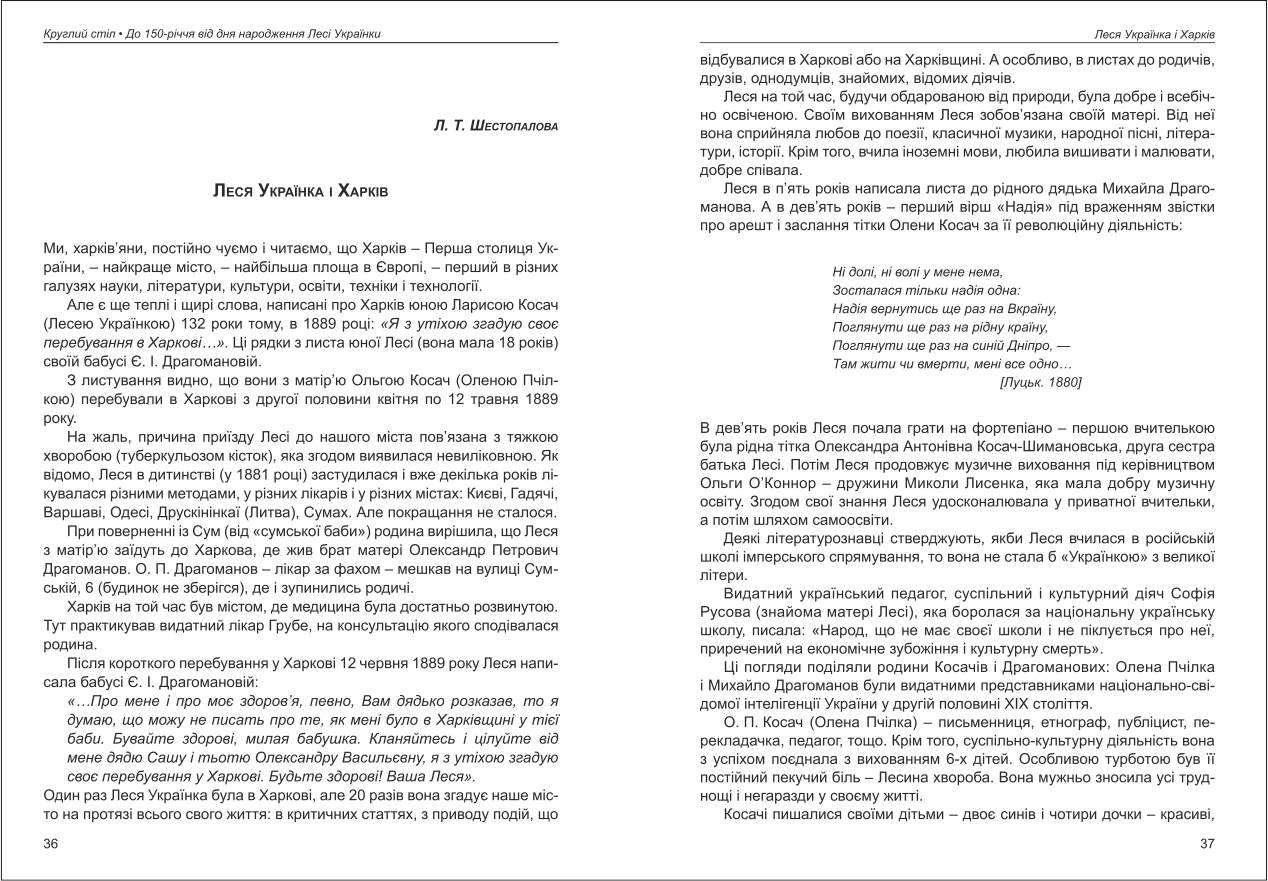 Круглий стіл • До 150-річчя від дня народження Лесі Українки
Л. Т. Шестопалова
Леся Українка і Харків
Ми, харків’яни, постійно чуємо і читаємо, що Харків – Перша столиця Ук-
раїни, – найкраще місто, – найбільша площа в Європі, – перший в різних
галузях науки, літератури, культури, освіти, техніки і технології.
Але є ще теплі і щирі слова, написані про Харків юною Ларисою Косач
(Лесею Українкою) 132 роки тому, в 1889 році: «Я з утіхою згадую своє
перебування в Харкові…». Ці рядки з листа юної Лесі (вона мала 18 років)
своїй бабусі Є. І. Драгомановій.
З листування видно, що вони з матір’ю Ольгою Косач (Оленою Пчіл-
кою) перебували в Харкові з другої половини квітня по 12 травня 1889
року.
На жаль, причина приїзду Лесі до нашого міста пов’язана з тяжкою
хворобою (туберкульозом кісток), яка згодом виявилася невиліковною. Як
відомо, Леся в дитинстві (у 1881 році) застудилася і вже декілька років лі-
кувалася різними методами, у різних лікарів і у різних містах: Києві, Гадячі,
Варшаві, Одесі, Друскінінкаї (Литва), Сумах. Але покращання не сталося.
При поверненні із Сум (від «сумської баби») родина вирішила, що Леся
з матір’ю заїдуть до Харкова, де жив брат матері Олександр Петрович
Драгоманов. О. П. Драгоманов – лікар за фахом – мешкав на вулиці Сум-
ській, 6 (будинок не зберігся), де і зупинились родичі.
Харків на той час був містом, де медицина була достатньо розвинутою.
Тут практикував видатний лікар Грубе, на консультацію якого сподівалася
родина.
Після короткого перебування у Харкові 12 червня 1889 року Леся напи-
сала бабусі Є. І. Драгомановій:
«…Про мене і про моє здоров’я, певно, Вам дядько розказав, то я
думаю, що можу не писать про те, як мені було в Харківщині у тієї
баби. Бувайте здорові, милая бабушка. Кланяйтесь і цілуйте від
мене дядю Сашу і тьотю Олександру Васильєвну, я з утіхою згадую
своє перебування у Харкові. Будьте здорові! Ваша Леся».
Один раз Леся Українка була в Харкові, але 20 разів вона згадує наше міс-
то на протязі всього свого життя: в критичних статтях, з приводу подій, що
36
Леся Українка і Харків
відбувалися в Харкові або на Харківщині. А особливо, в листах до родичів,
друзів, однодумців, знайомих, відомих діячів.
Леся на той час, будучи обдарованою від природи, була добре і всебіч-
но освіченою. Своїм вихованням Леся зобов’язана своїй матері. Від неї
вона сприйняла любов до поезії, класичної музики, народної пісні, літера-
тури, історії. Крім того, вчила іноземні мови, любила вишивати і малювати,
добре співала.
Леся в п’ять років написала листа до рідного дядька Михайла Драго-
манова. А в дев’ять років – перший вірш «Надія» під враженням звістки
про арешт і заслання тітки Олени Косач за її революційну діяльність:
Ні долі, ні волі у мене нема,
Зосталася тільки надія одна:
Надія вернутись ще раз на Вкраїну,
Поглянути ще раз на рідну країну,
Поглянути ще раз на синій Дніпро, —
Там жити чи вмерти, мені все одно…
[Луцьк. 1880]
В дев’ять років Леся почала грати на фортепіано – першою вчителькою
була рідна тітка Олександра Антонівна Косач-Шимановська, друга сестра
батька Лесі. Потім Леся продовжує музичне виховання під керівництвом
Ольги О’Коннор – дружини Миколи Лисенка, яка мала добру музичну
освіту. Згодом свої знання Леся удосконалювала у приватної вчительки,
а потім шляхом самоосвіти.
Деякі літературознавці стверджують, якби Леся вчилася в російській
школі імперського спрямування, то вона не стала б «Українкою» з великої
літери.
Видатний український педагог, суспільний і культурний діяч Софія
Русова (знайома матері Лесі), яка боролася за національну українську
школу, писала: «Народ, що не має своєї школи і не піклується про неї,
приречений на економічне зубожіння і культурну смерть».
Ці погляди поділяли родини Косачів і Драгоманових: Олена Пчілка
і Михайло Драгоманов були видатними представниками національно-сві-
домої інтелігенції України у другій половині ХІХ століття.
О. П. Косач (Олена Пчілка) – письменниця, етнограф, публіцист, пе-
рекладачка, педагог, тощо. Крім того, суспільно-культурну діяльність вона
з успіхом поєднала з вихованням 6-х дітей. Особливою турботою був її
постійний пекучий біль – Лесина хвороба. Вона мужньо зносила усі труд-
нощі і негаразди у своєму житті.
Косачі пишалися своїми дітьми – двоє синів і чотири дочки – красиві,
37